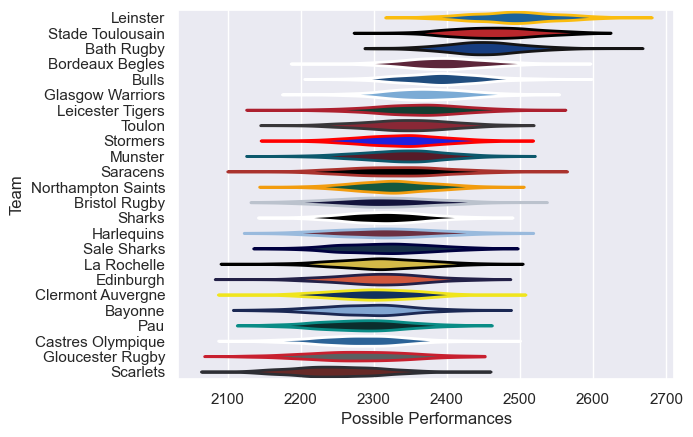 Leinster
Stade Toulousain
Bath Rugby
Bordeaux Begles
Bulls
Glasgow Warriors
Leicester Tigers
Toulon
Stormers
Munster
Saracens
Northampton Saints
Bristol Rugby
Sharks
Harlequins
Sale Sharks
La Rochelle
Edinburgh
Clermont Auvergne
Bayonne
Pau
Castres Olympique
Gloucester Rugby
Scarlets
Team
2100 2200 2300 2400 2500 2600 2700
Possible Performances